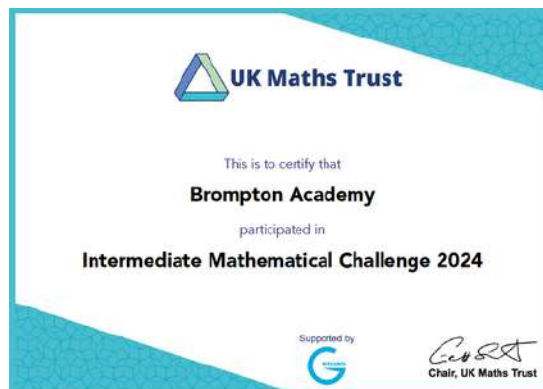 UK Maths Trust
This is to certify that
Brompton Academy
participated in
Intermediate Mathematical Challenge 2024
Supported by
G
Chair, UK Maths Trust